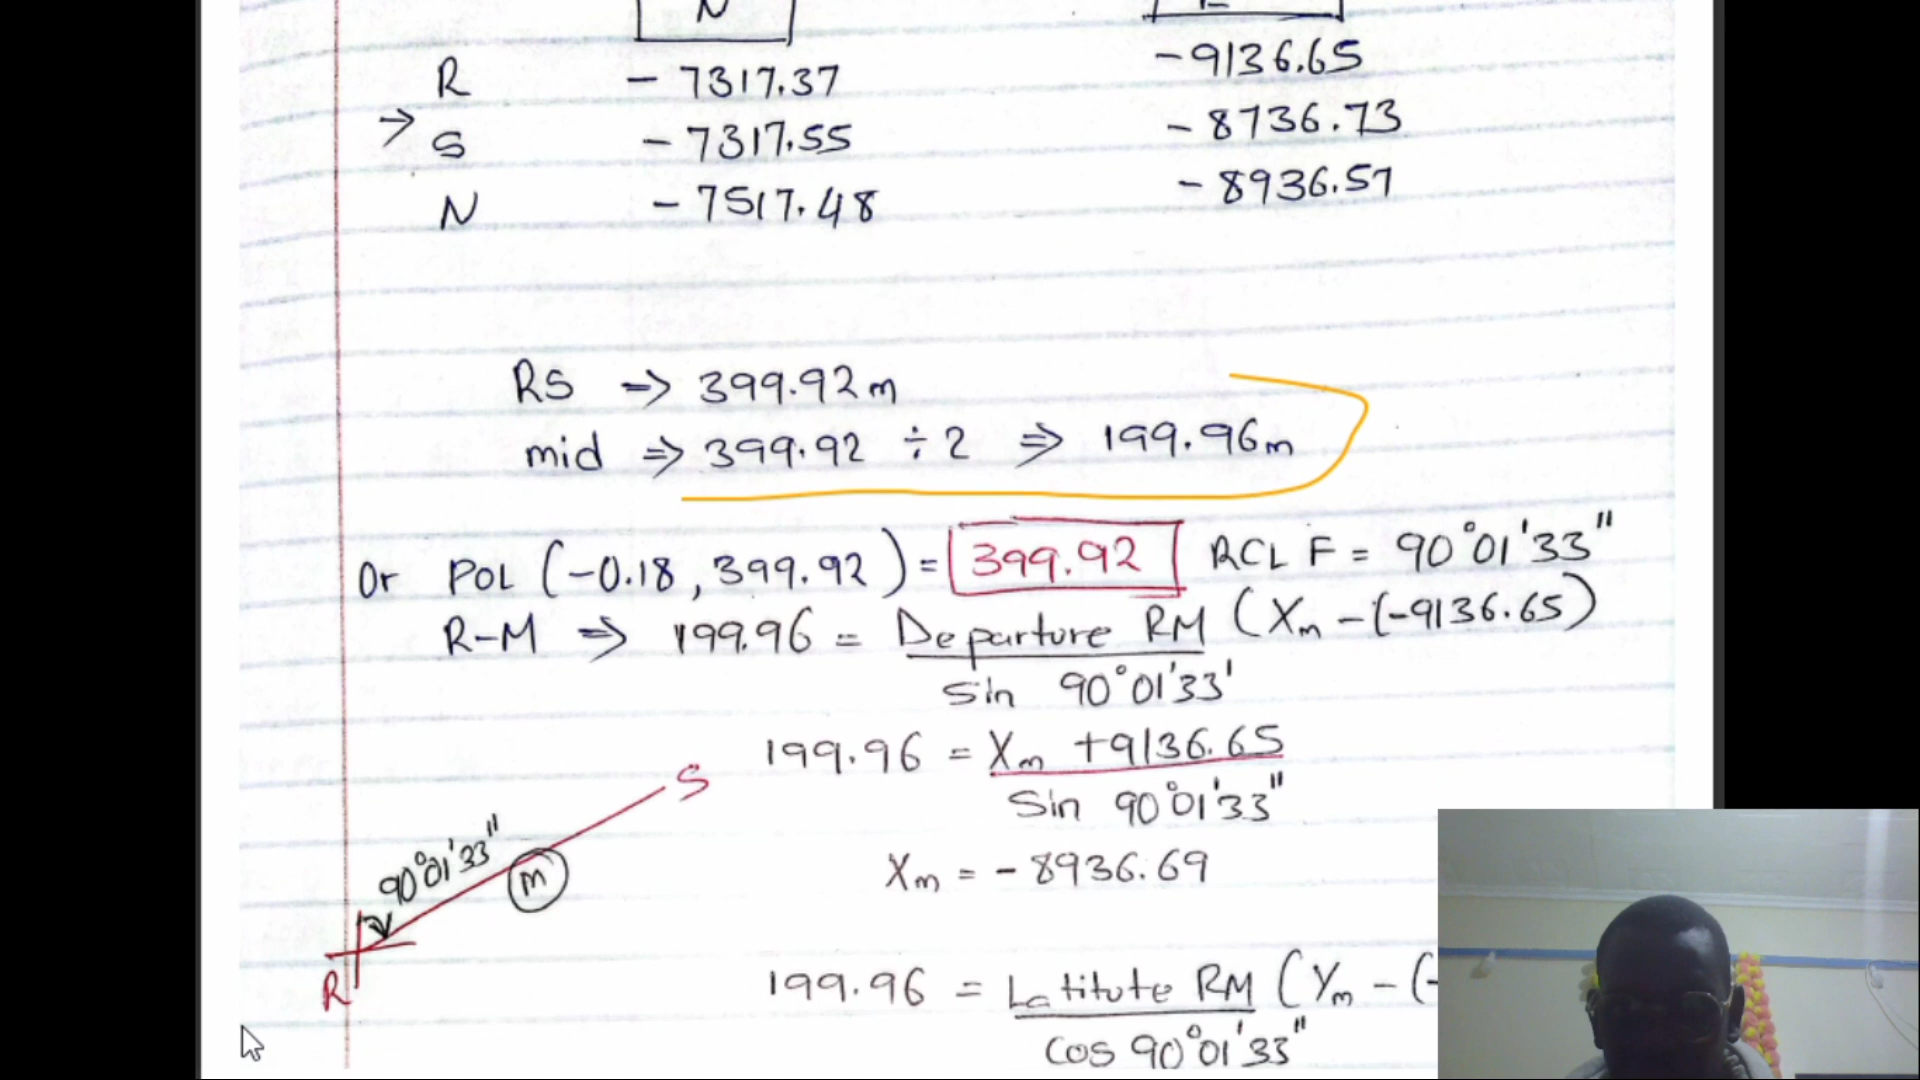 N
R - 7317.37 -9136.65
→ S - 7317.55 - 8736.73
N - 7517.48 - 8936.57
RS ⇒ 399.92m
mid ⇒ 399.92 ÷ 2 ⇒ 199.96m
Or POL (-0.18, 399.92) = 399.92 RCL F = 90°01'33"
R-M ⇒ 199.96 = Departure RM (Xm - (-9136.65)
Sin 90°01'33'
199.96 = Xm +9136.65
Sin 90°01'33"
Xm = - 8936.69
S
90°01'33"
M
R
199.96 = Latitute RM (Ym - (-
Cos 90°01'33"